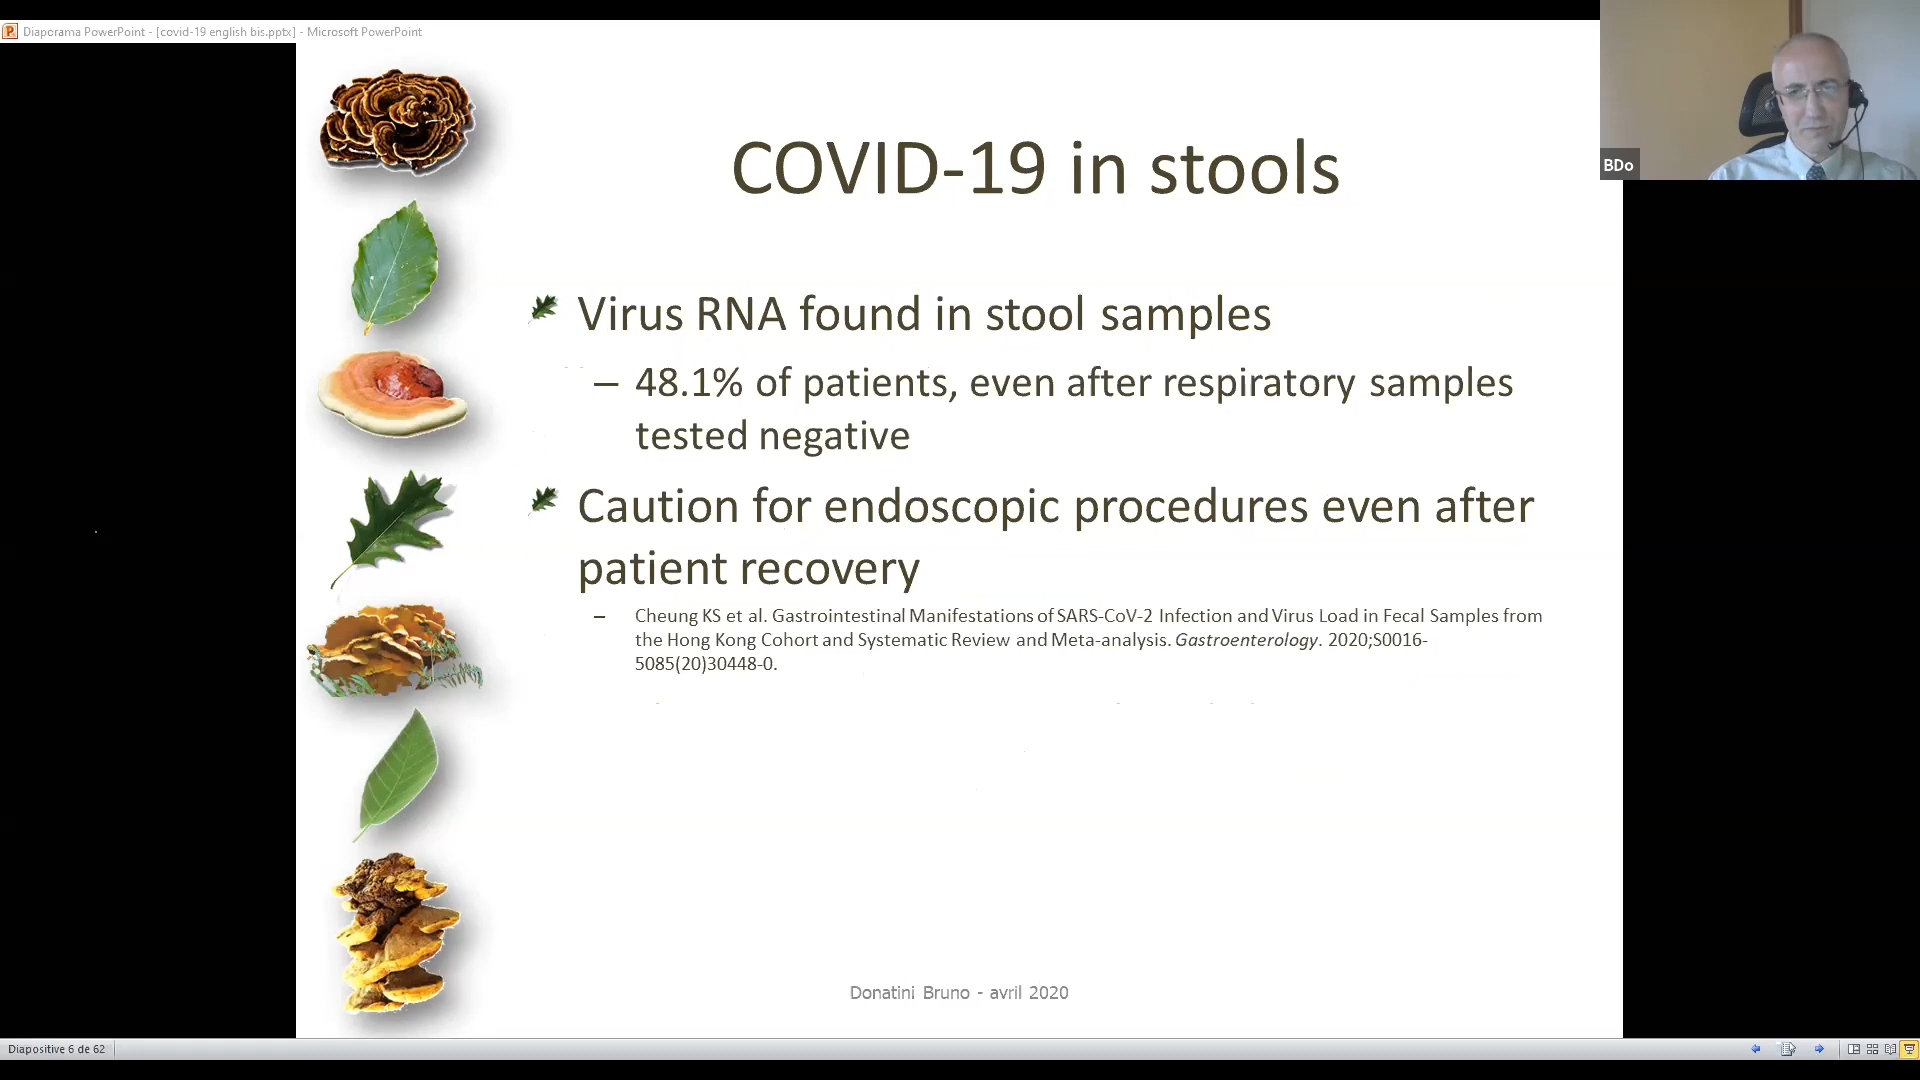 Diaporama PowerPoint - [covid-19 english bis.pptx] - Microsoft PowerPoint
BDo
COVID-19 in stools
Virus RNA found in stool samples
– 48.1% of patients, even after respiratory samples
tested negative
Caution for endoscopic procedures even after
patient recovery
– Cheung KS et al. Gastrointestinal Manifestations of SARS-CoV-2 Infection and Virus Load in Fecal Samples from
the Hong Kong Cohort and Systematic Review and Meta-analysis. Gastroenterology. 2020;S0016-
5085(20)30448-0.
Donatini Bruno - avril 2020
Diapositive 6 de 62